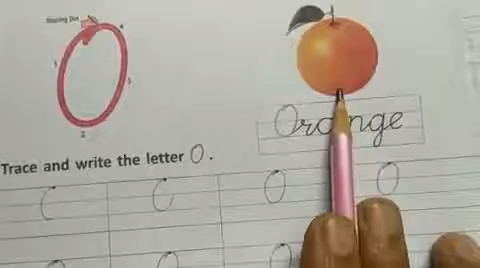 Starting Dot
Orange
Trace and write the letter O.
C C O O